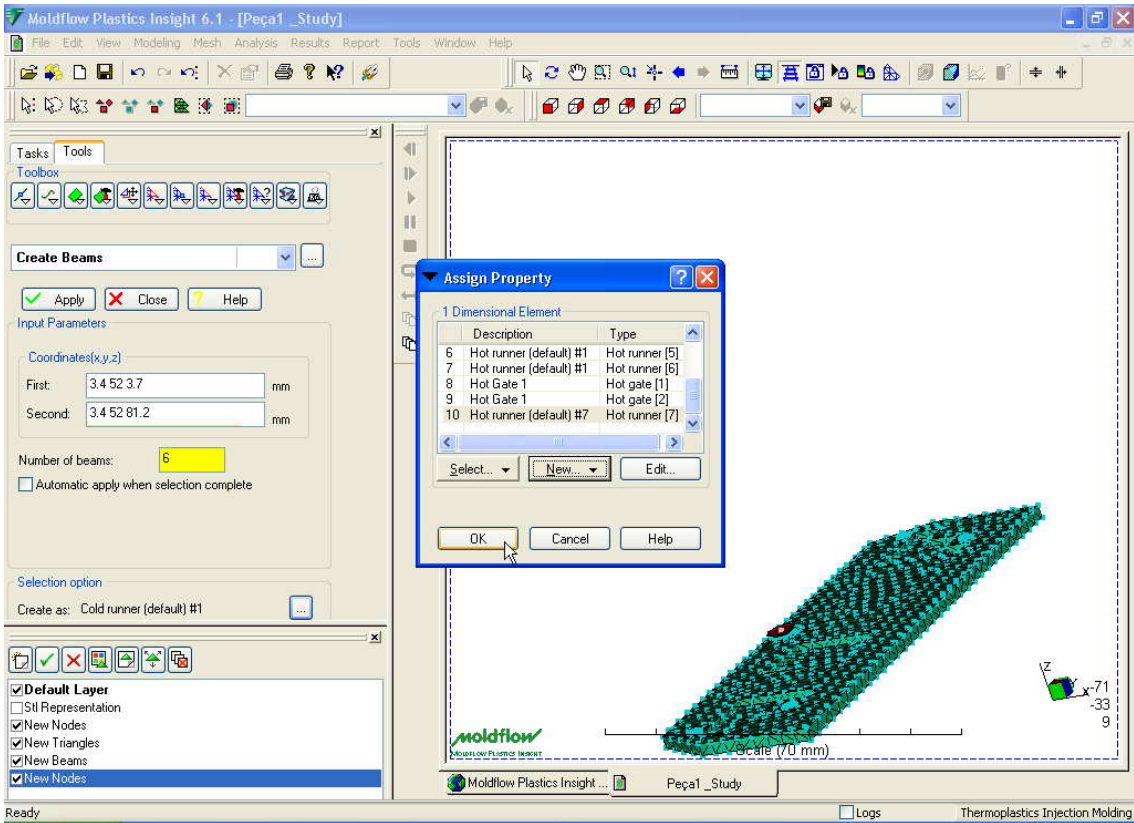 Moldflow Plastics Insight 6.1 - [Peça1 _Study]
File Edit View Modeling Mesh Analysis Results Report Tools Window Help
Tasks Tools
Toolbox
Create Beams
...
Apply Close ? Help
Input Parameters
Coordinates(x,y,z)
First: 3.4 52 3.7 mm
Second: 3.4 52 81.2 mm
Number of beams: 6
Automatic apply when selection complete
Selection option
Create as: Cold runner (default) #1 ...
Default Layer
Stl Representation
New Nodes
New Triangles
New Beams
New Nodes
Assign Property
1 Dimensional Element
Description Type
6 Hot runner (default) #1 Hot runner [5]
7 Hot runner (default) #1 Hot runner [6]
8 Hot Gate 1 Hot gate [1]
9 Hot Gate 1 Hot gate [2]
10 Hot runner (default) #7 Hot runner [7]
Select... New... Edit...
OK Cancel Help
Z
Y
X
-71
-33
9
moldflow
MOLDFLOW PLASTICS INSIGHT
Scale (70 mm)
Moldflow Plastics Insight ... Peça1 _Study
Ready Logs Thermoplastics Injection Molding